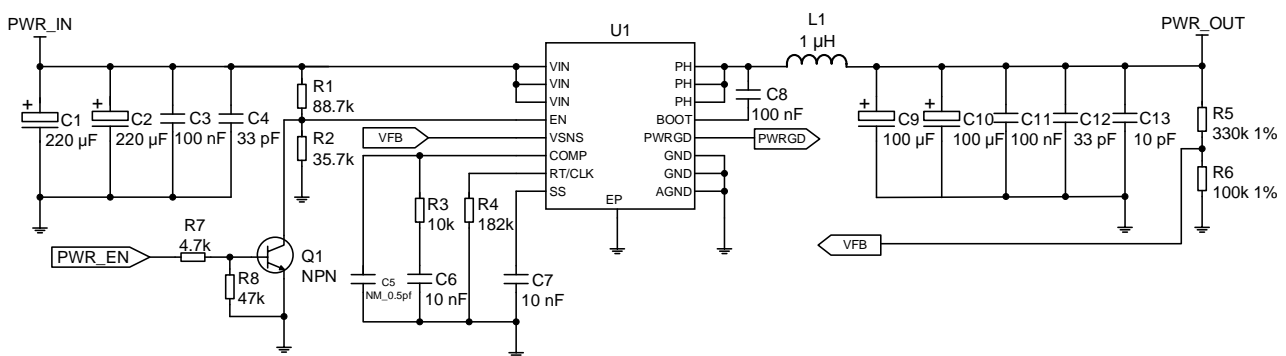 PWR_IN
C1
220 µF
C2
220 µF
C3
100 nF
C4
33 pF
R1
88.7k
R2
35.7k
PWR_EN
R7
4.7k
R8
47k
Q1
NPN
VFB
C5
NM_0.5pf
R3
10k
C6
10 nF
R4
182k
C7
10 nF
U1
VIN
VIN
VIN
EN
VSNS
COMP
RT/CLK
SS
EP
PH
PH
PH
BOOT
PWRGD
GND
GND
AGND
PWRGD
C8
100 nF
L1
1 µH
C9
100 µF
C10
100 µF
C11
100 nF
C12
33 pF
C13
10 pF
PWR_OUT
R5
330k 1%
R6
100k 1%
VFB